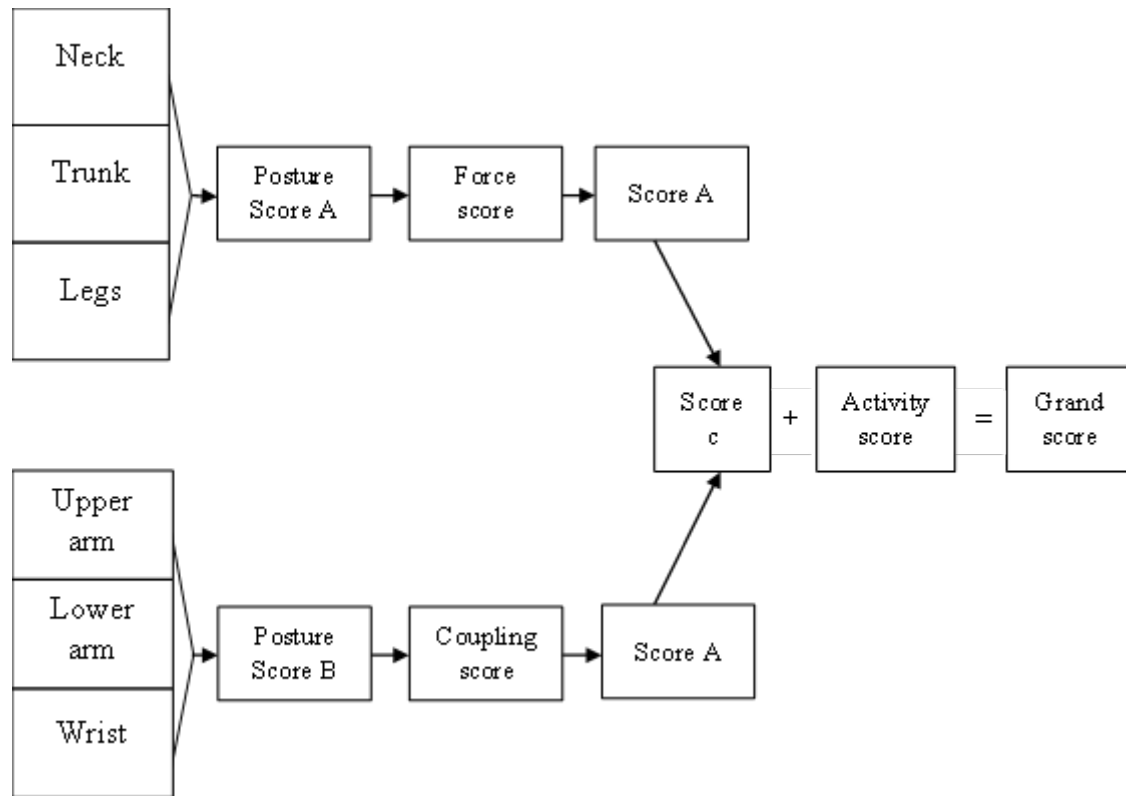 Neck
Trunk
Legs
Posture
Score A
Force
score
Score A
Score
c
+
Activity
score
=
Grand
score
Upper
arm
Lower
arm
Wrist
Posture
Score B
Coupling
score
Score A